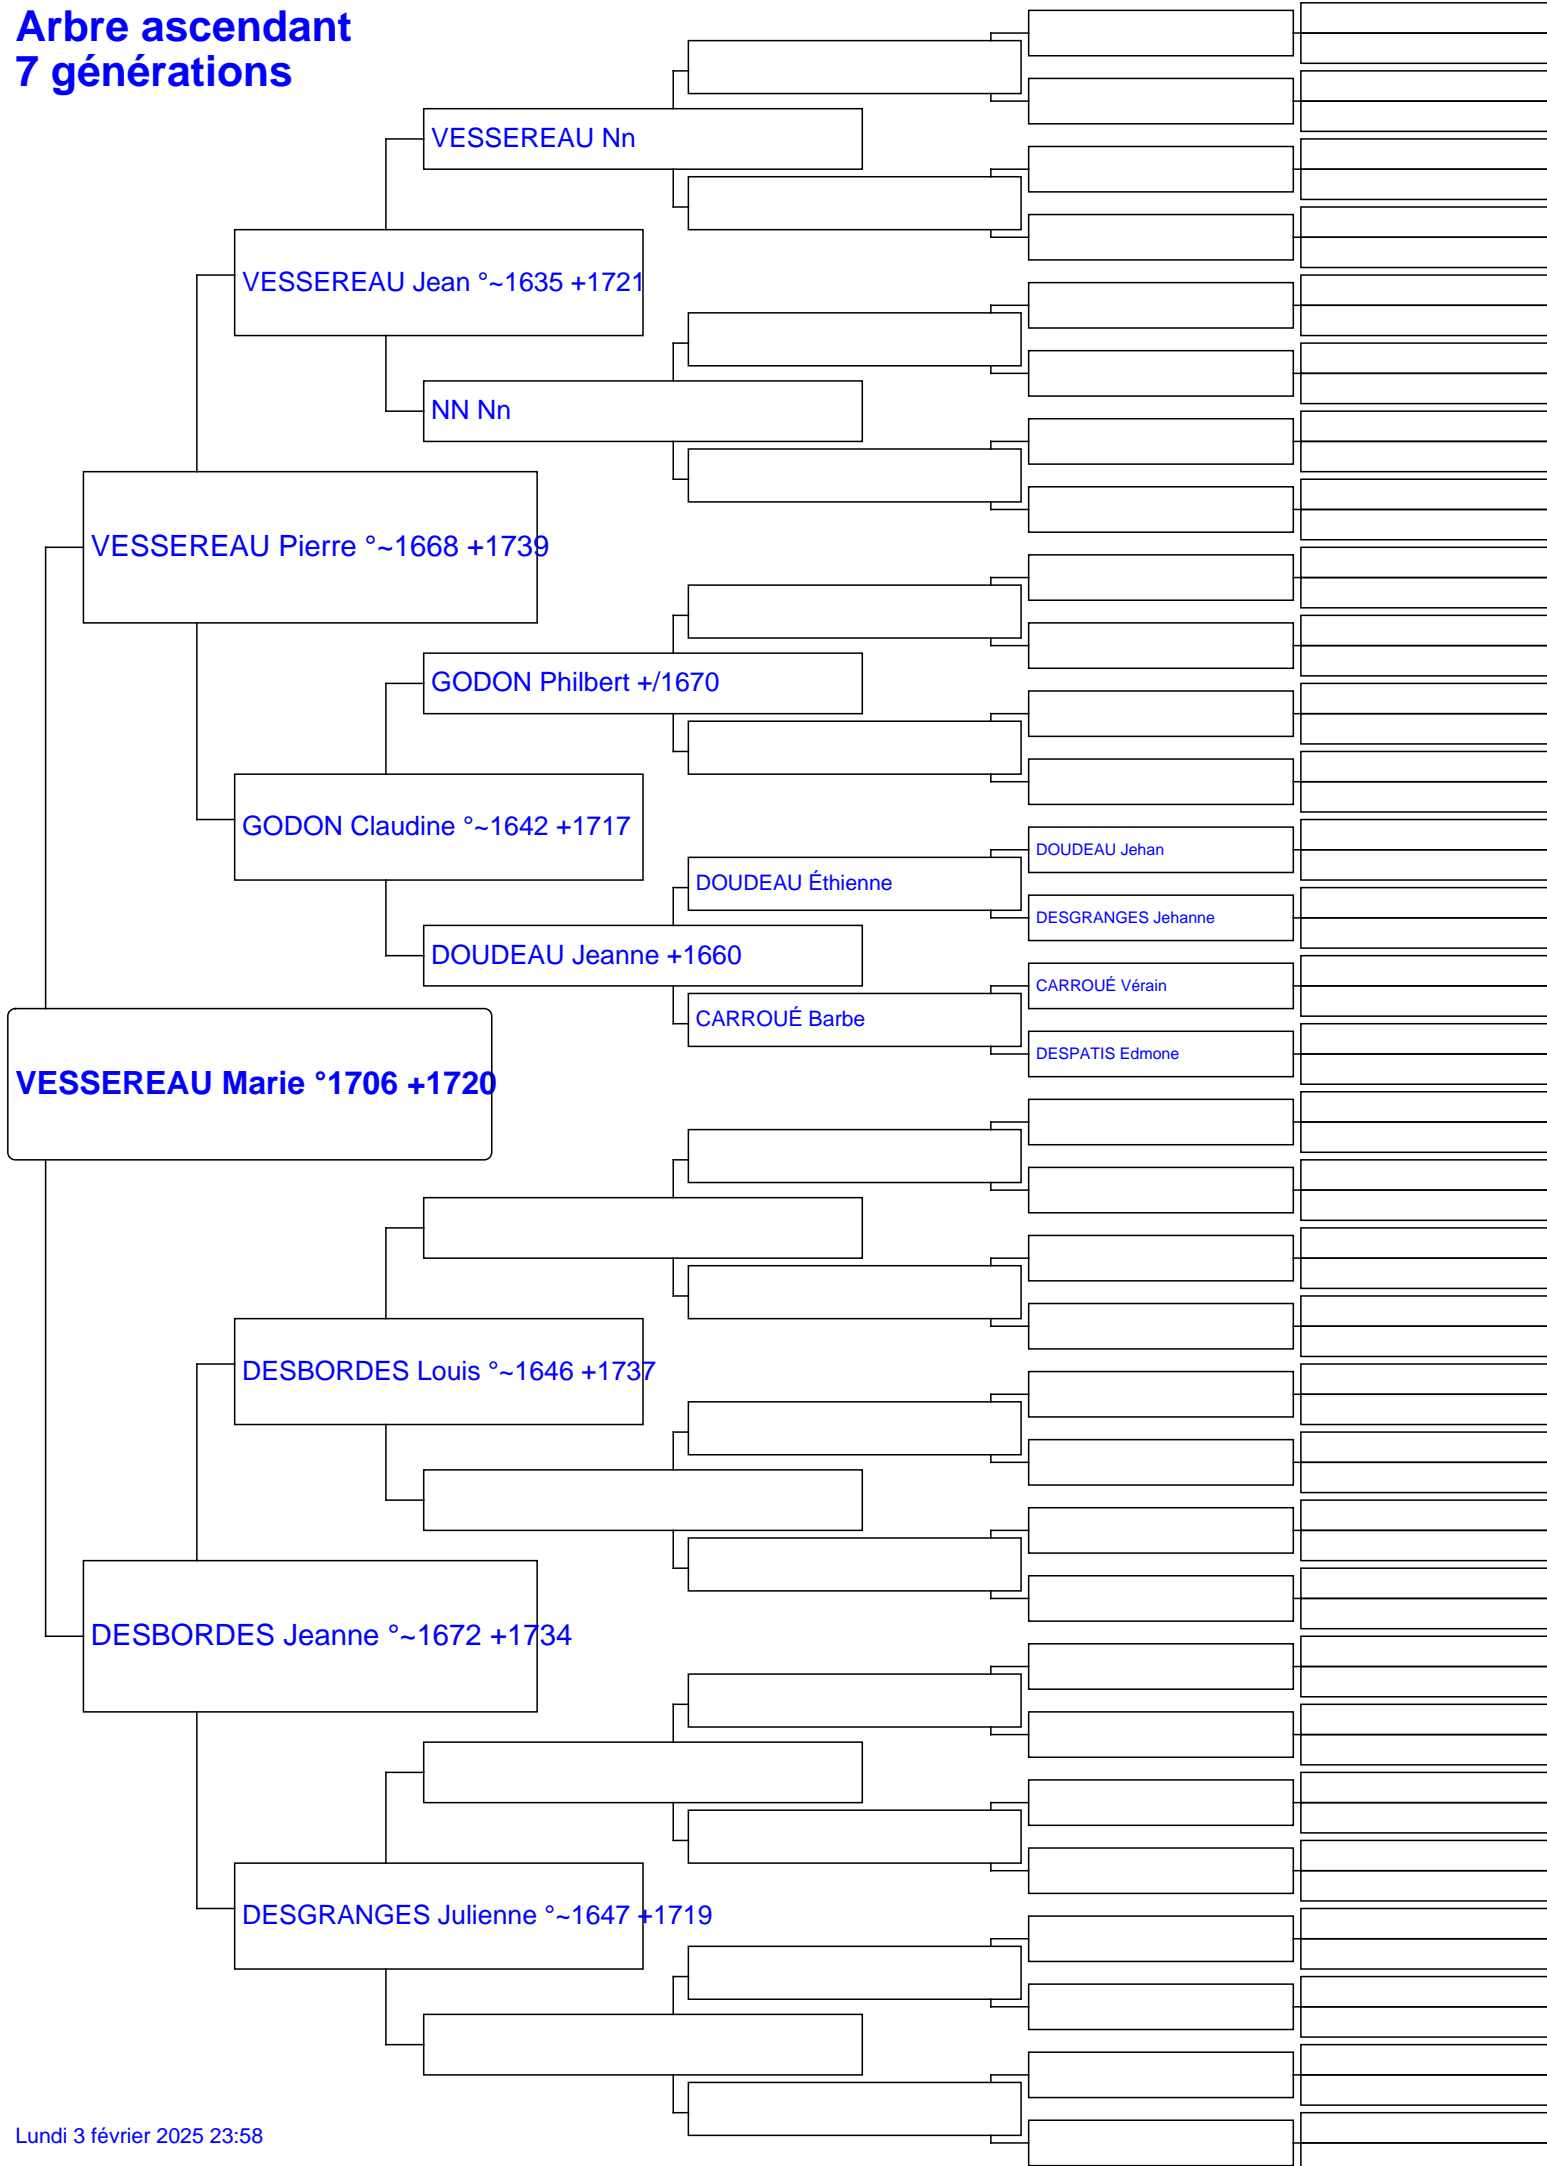 Arbre ascendant
7 générations
VESSEREAU Nn
VESSEREAU Jean °~1635 +1721
NN Nn
VESSEREAU Pierre °~1668 +1739
GODON Philbert +/1670
GODON Claudine °~1642 +1717
DOUDEAU Jehan
DOUDEAU Éthienne
DESGRANGES Jehanne
DOUDEAU Jeanne +1660
CARROUÉ Vérain
CARROUÉ Barbe
DESPATIS Edmone
VESSEREAU Marie °1706 +1720
DESBORDES Louis °~1646 +1737
DESBORDES Jeanne °~1672 +1734
DESGRANGES Julienne °~1647 +1719
Lundi 3 février 2025 23:58